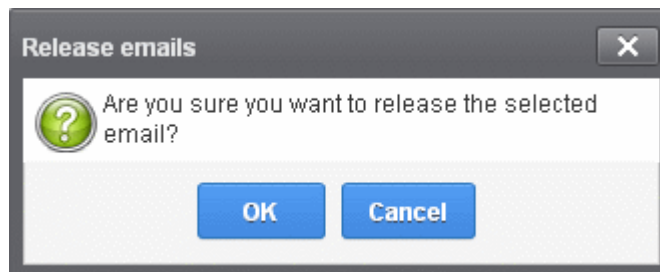 Release emails
Are you sure you want to release the selected
email?
OK
Cancel